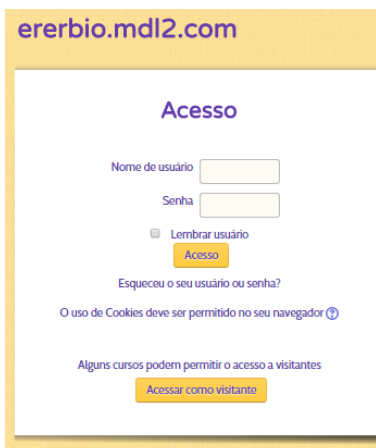 ererbio.mdl2.com
Acesso
Nome de usuário
Senha
Lembrar usuário
Acesso
Esqueceu o seu usuário ou senha?
O uso de Cookies deve ser permitido no seu navegador ?
Alguns cursos podem permitir o acesso a visitantes
Acessar como visitante